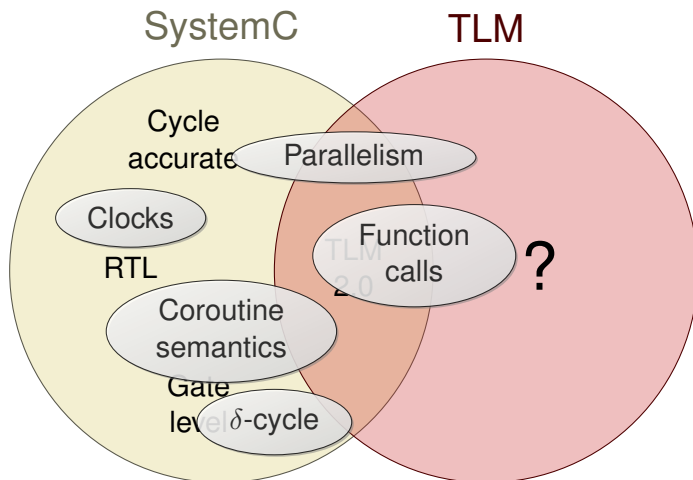 SystemC
TLM
Cycle
accurate
Parallelism
Clocks
Function
calls
TLM
2.0
?
RTL
Coroutine
semantics
Gate
level
δ-cycle